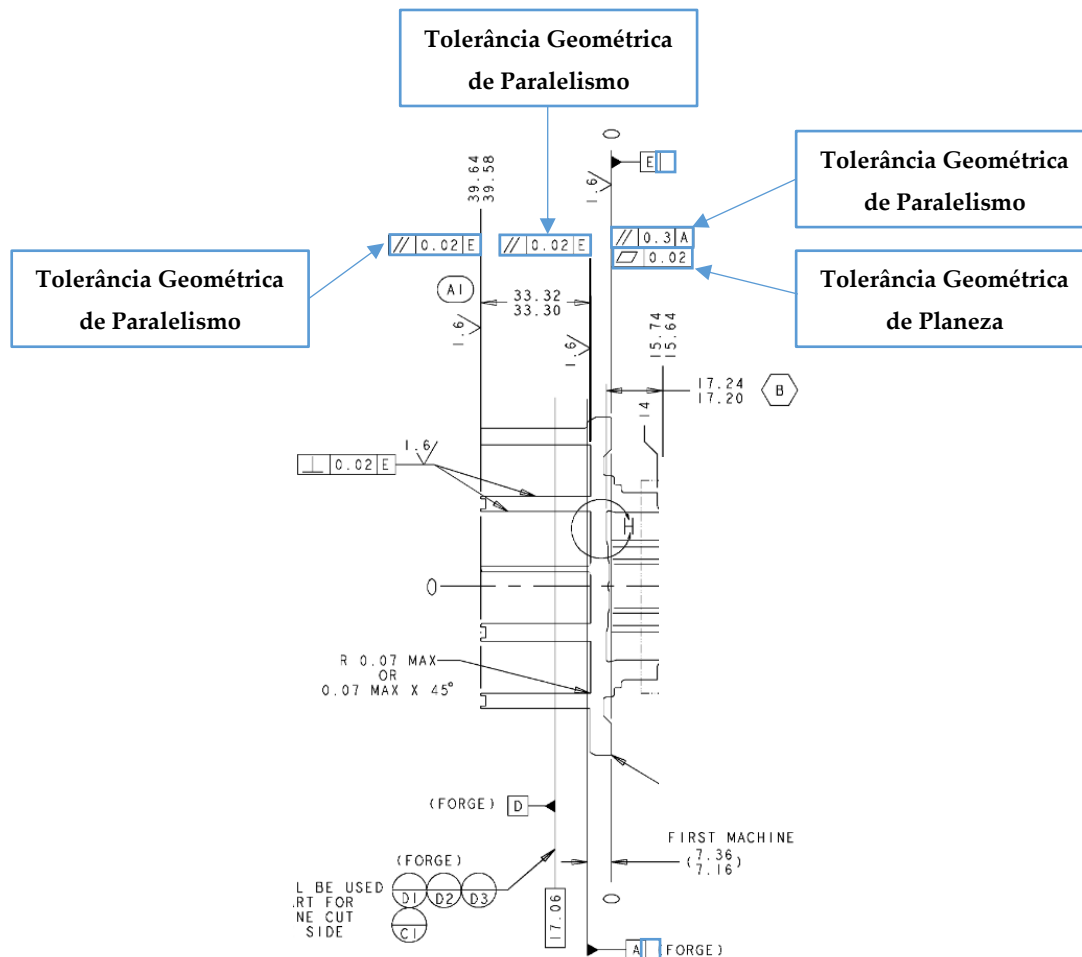 Tolerância Geométrica
de Paralelismo
Tolerância Geométrica
de Paralelismo
Tolerância Geométrica
de Paralelismo
Tolerância Geométrica
de Planeza
0
E
39.64
39.58
1.6
// 0.02 E
// 0.02 E
// 0.3 A
0.02
A1
33.32
33.30
1.6
1.6
15.74
15.64
17.24
17.20
B
14
1.6
⊥ 0.02 E
H
0
R 0.07 MAX
OR
0.07 MAX X 45°
(FORGE) D
FIRST MACHINE
(7.36
7.16)
(FORGE)
L BE USED
RT FOR
NE CUT
SIDE
D1 D2 D3
C1
17.06
0
A (FORGE)